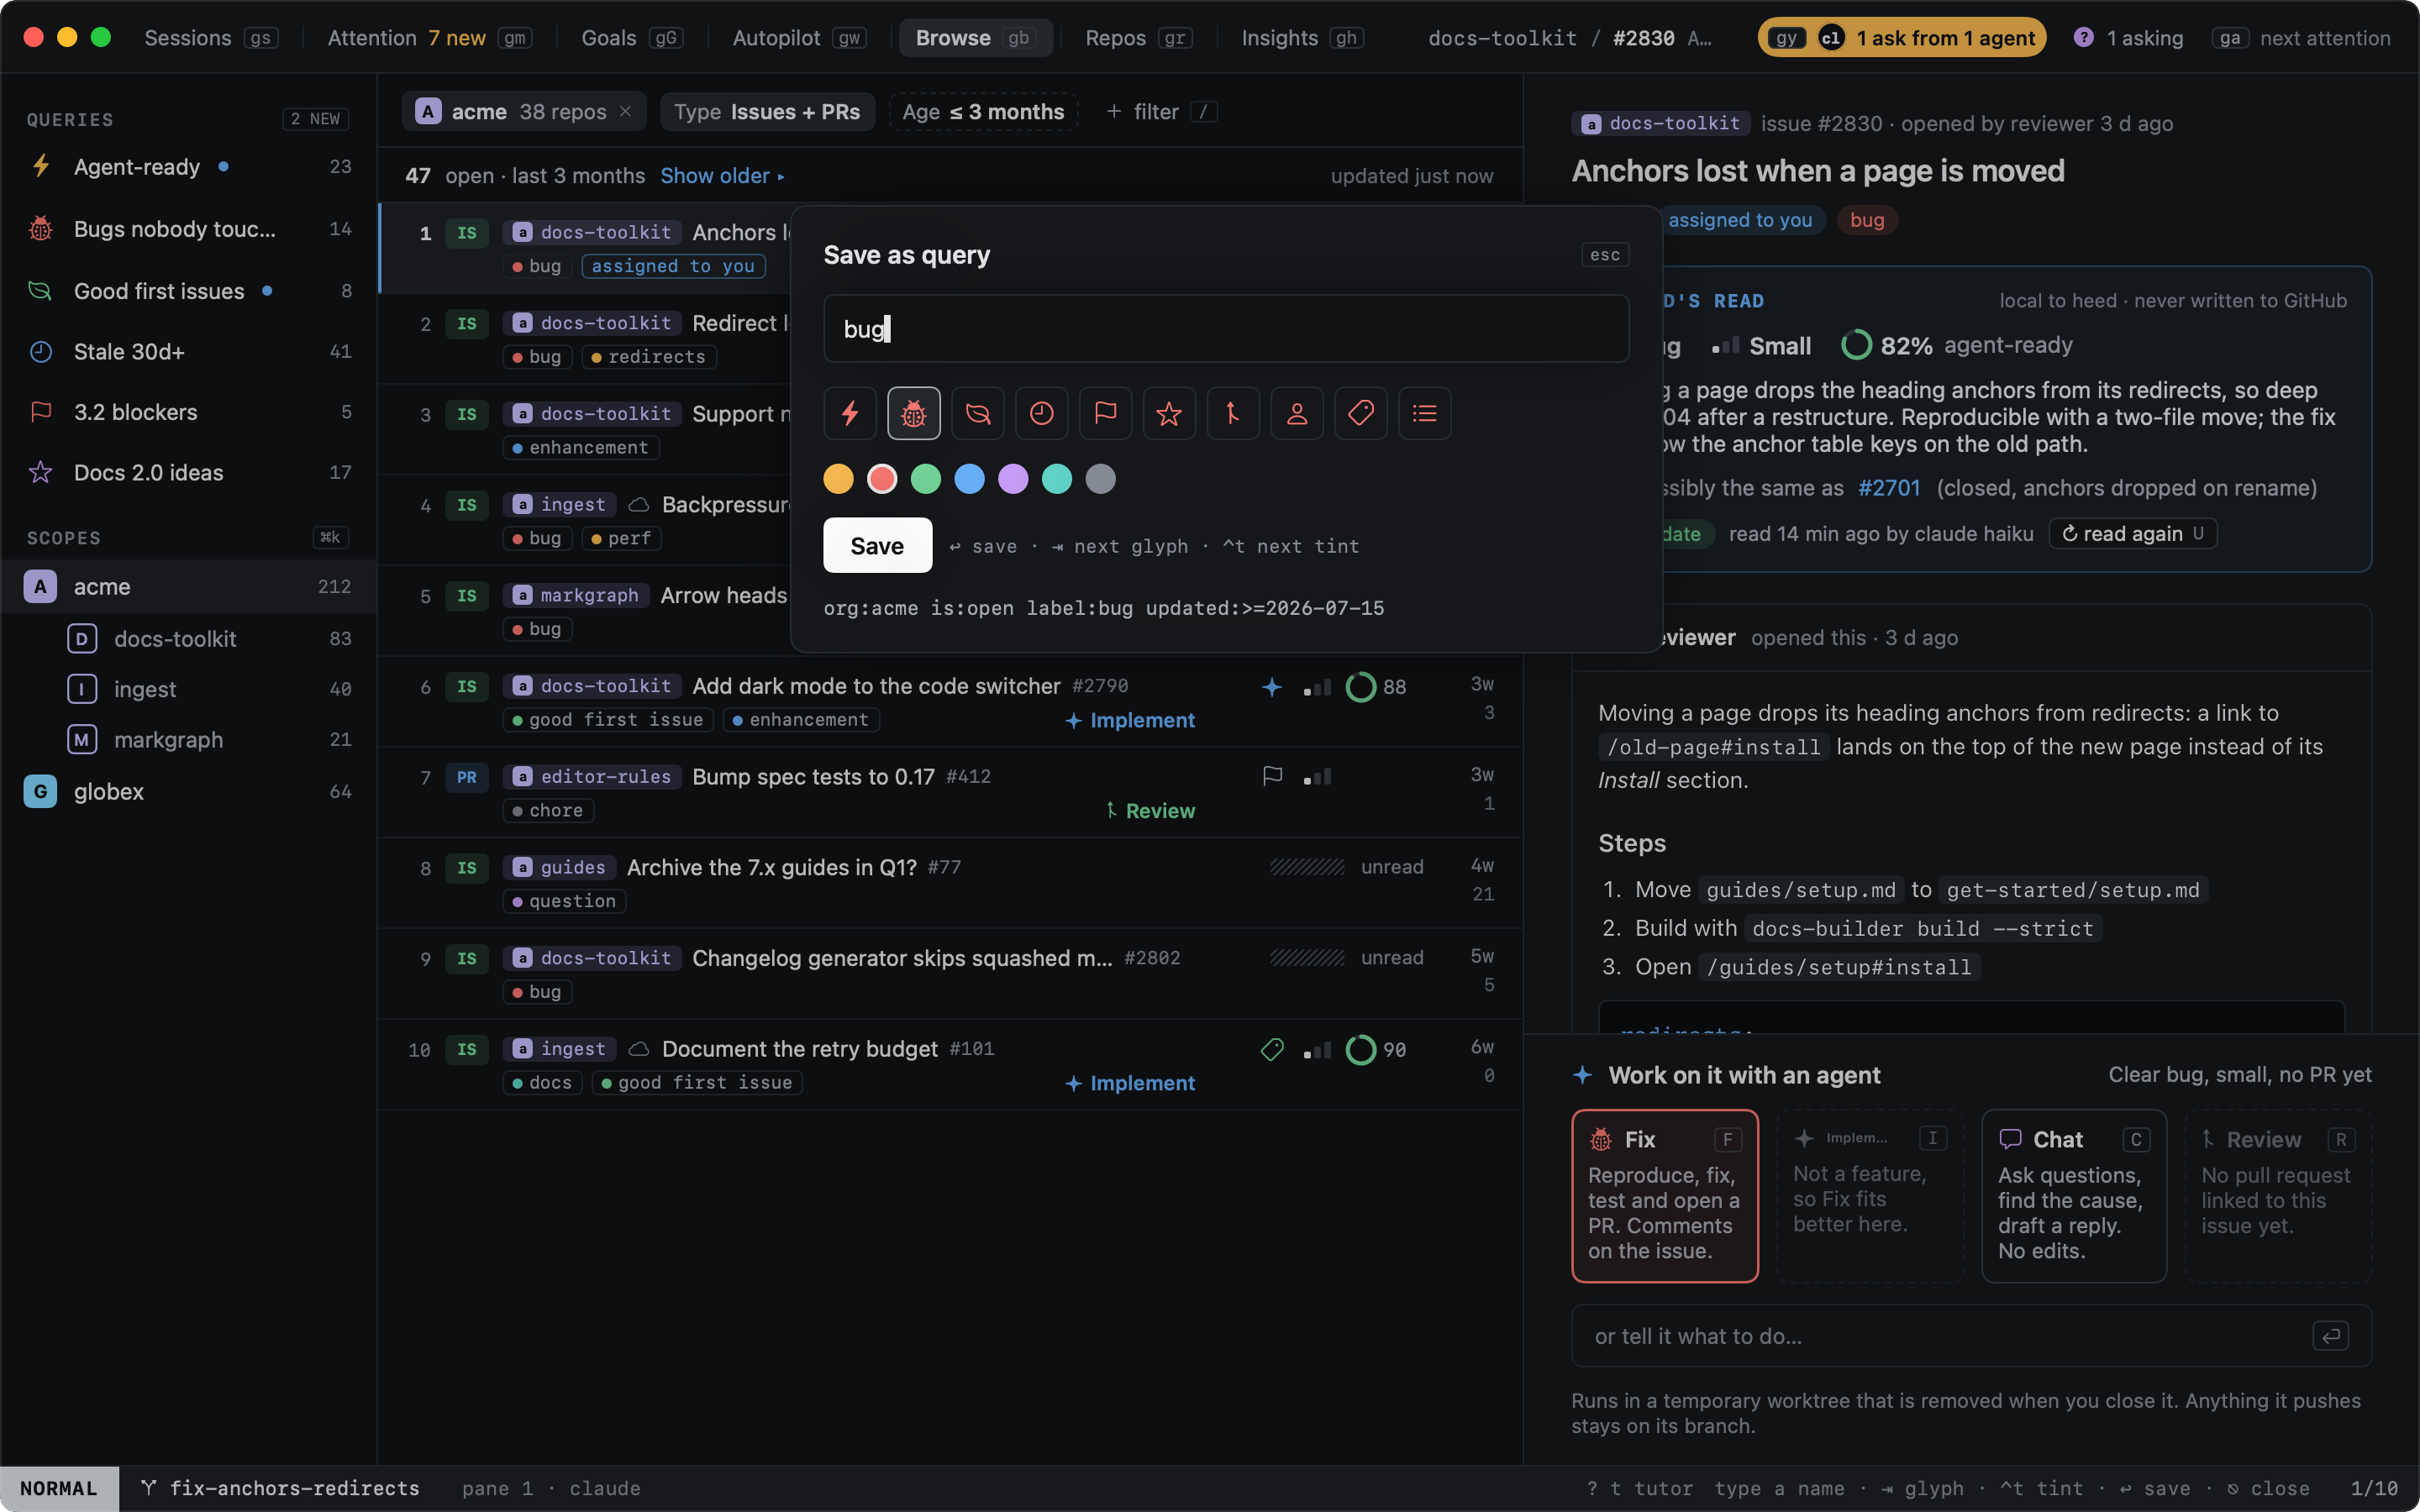 Sessions gs Attention 7 new gm Goals gG Autopilot gw Browse gb Repos gr Insights gh docs-toolkit / #2830 A… gy cl 1 ask from 1 agent ? 1 asking ga next attention
QUERIES 2 NEW
Agent-ready 23
Bugs nobody touc… 14
Good first issues 8
Stale 30d+ 41
3.2 blockers 5
Docs 2.0 ideas 17
SCOPES ⌘k
A acme 212
D docs-toolkit 83
I ingest 40
M markgraph 21
G globex 64
A acme 38 repos × Type Issues + PRs Age ≤ 3 months + filter /
47 open · last 3 months Show older ▸ updated just now
1 IS a docs-toolkit Anchors
bug assigned to you
2 IS a docs-toolkit Redirect
bug redirects
3 IS a docs-toolkit Support
enhancement
4 IS a ingest Backpressur
bug perf
5 IS a markgraph Arrow heads
bug
6 IS a docs-toolkit Add dark mode to the code switcher #2790 88 3w
good first issue enhancement Implement 3
7 PR a editor-rules Bump spec tests to 0.17 #412 3w
chore Review 1
8 IS a guides Archive the 7.x guides in Q1? #77 unread 4w
question 21
9 IS a docs-toolkit Changelog generator skips squashed m… #2802 unread 5w
bug 5
10 IS a ingest Document the retry budget #101 90 6w
docs good first issue Implement 0
Save as query esc
bug
Save ↩ save · ⇥ next glyph · ^t next tint
org:acme is:open label:bug updated:>=2026-07-15
a docs-toolkit issue #2830 · opened by reviewer 3 d ago
Anchors lost when a page is moved
assigned to you bug
D'S READ local to heed · never written to GitHub
g Small 82% agent-ready
g a page drops the heading anchors from its redirects, so deep
04 after a restructure. Reproducible with a two-file move; the fix
ow the anchor table keys on the old path.
ssibly the same as #2701 (closed, anchors dropped on rename)
date read 14 min ago by claude haiku read again U
eviewer opened this · 3 d ago
Moving a page drops its heading anchors from redirects: a link to
/old-page#install lands on the top of the new page instead of its
Install section.
Steps
1. Move guides/setup.md to get-started/setup.md
2. Build with docs-builder build --strict
3. Open /guides/setup#install
redirects:
Work on it with an agent Clear bug, small, no PR yet
Fix F
Reproduce, fix,
test and open a
PR. Comments
on the issue.
Implem… I
Not a feature,
so Fix fits
better here.
Chat C
Ask questions,
find the cause,
draft a reply.
No edits.
Review R
No pull request
linked to this
issue yet.
or tell it what to do…
Runs in a temporary worktree that is removed when you close it. Anything it pushes
stays on its branch.
NORMAL fix-anchors-redirects pane 1 · claude ? t tutor type a name · ⇥ glyph · ^t tint · ↩ save · ⎋ close 1/10